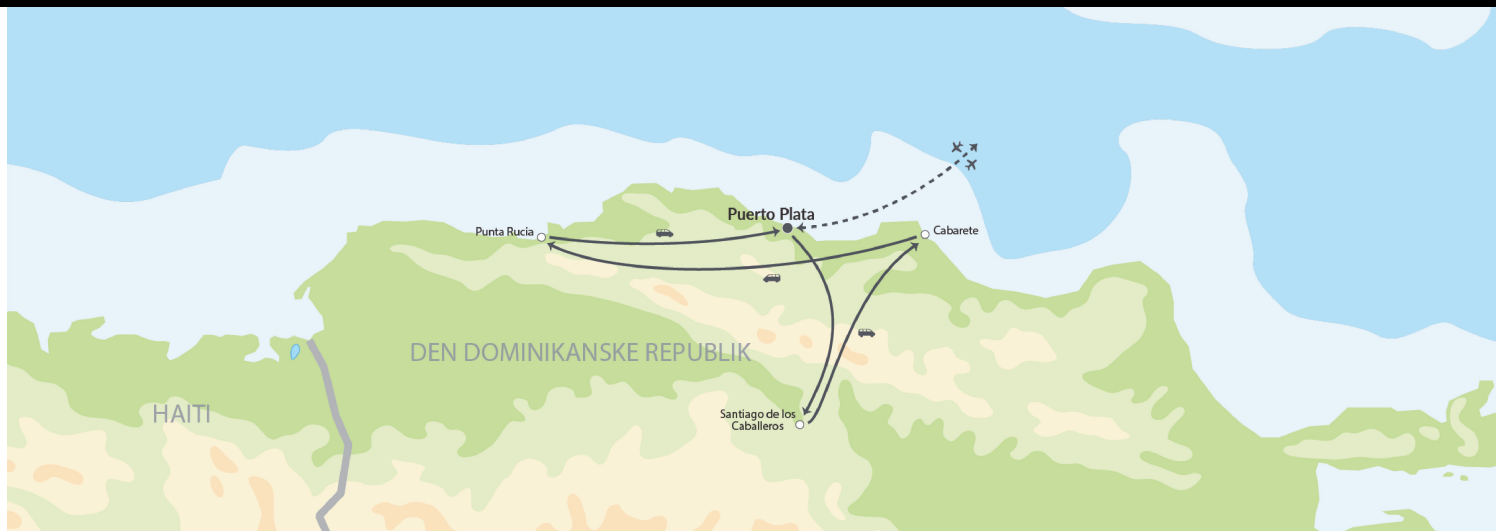 Puerto Plata
Punta Rucia
Cabarete
DEN DOMINIKANSKE REPUBLIK
HAITI
Santiago de los
Caballeros